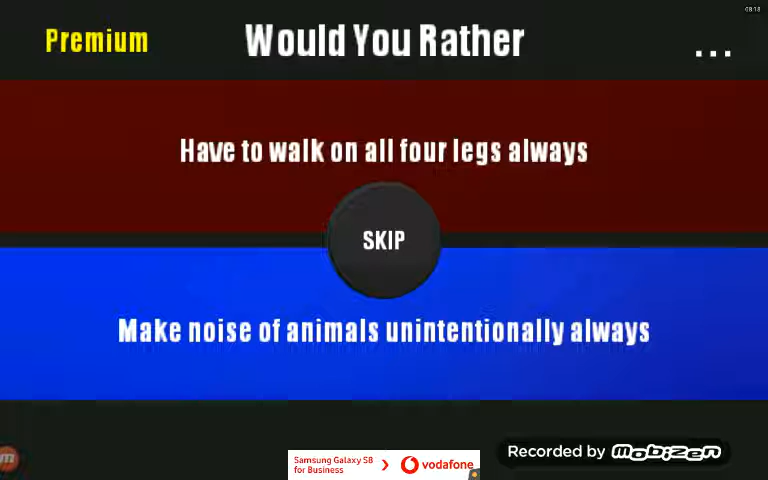 08:18
Premium
Would You Rather
...
Have to walk on all four legs always
SKIP
Make noise of animals unintentionally always
Samsung Galaxy S8
for Business
vodafone
Recorded by mobizen
m